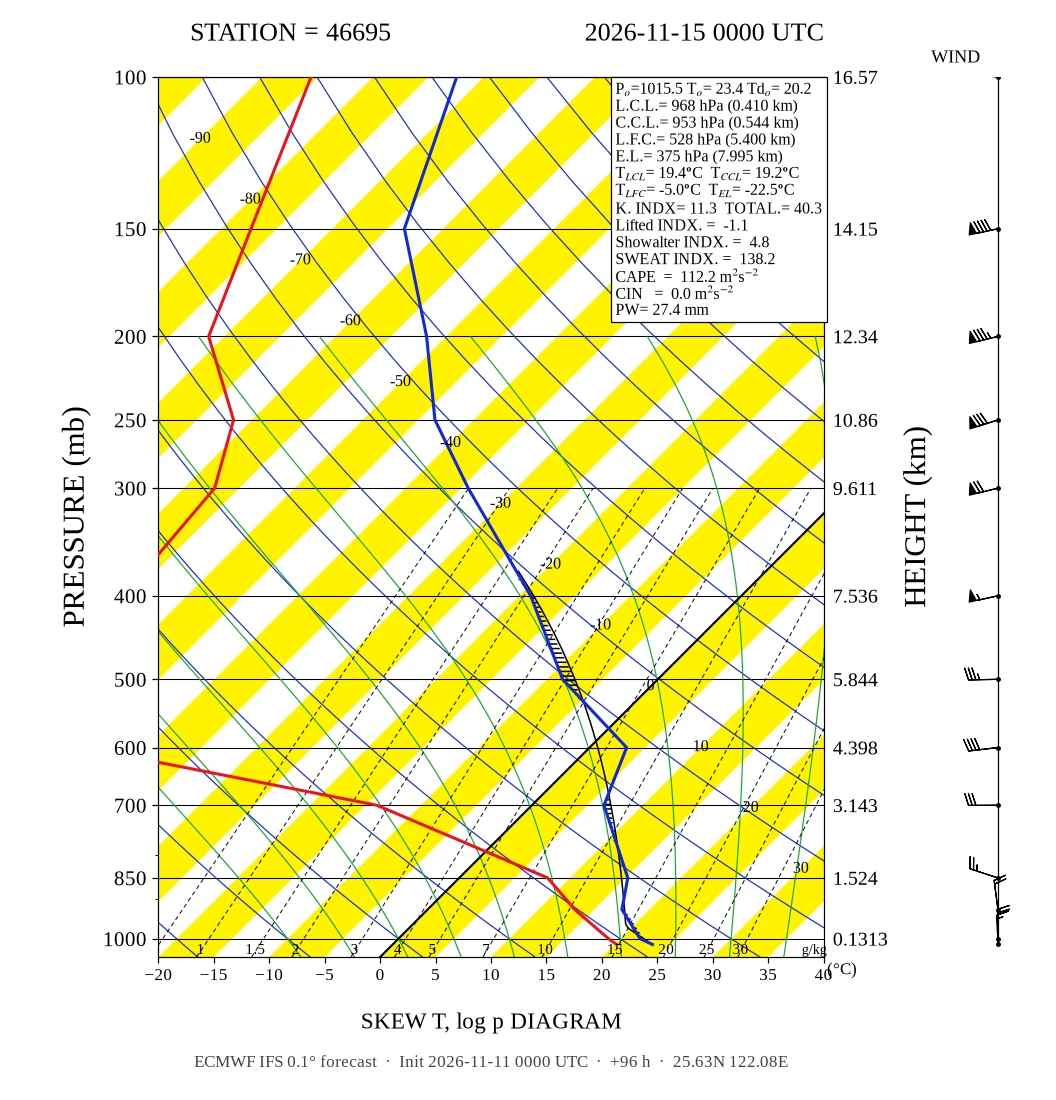 STATION = 46695
2026-11-15 0000 UTC
WIND
100
16.57
P₀=1015.5 T₀= 23.4 Td₀= 20.2
L.C.L.= 968 hPa (0.410 km)
C.C.L.= 953 hPa (0.544 km)
L.F.C.= 528 hPa (5.400 km)
E.L.= 375 hPa (7.995 km)
T_LCL= 19.4°C T_CCL= 19.2°C
T_LFC= -5.0°C T_EL= -22.5°C
K. INDX= 11.3 TOTAL.= 40.3
Lifted INDX. = -1.1
Showalter INDX. = 4.8
SWEAT INDX. = 138.2
CAPE = 112.2 m²s⁻²
CIN = 0.0 m²s⁻²
PW= 27.4 mm
-90
-80
150
14.15
-70
-60
200
12.34
-50
250
10.86
-40
300
9.611
-30
-20
400
7.536
-10
500
5.844
0
10
600
4.398
700
3.143
20
30
850
1.524
1000
0.1313
1 1.5 2 3 4 5 7 10 15 20 25 30 g/kg
−20 −15 −10 −5 0 5 10 15 20 25 30 35 40
(°C)
PRESSURE (mb)
HEIGHT (km)
SKEW T, log p DIAGRAM
ECMWF IFS 0.1° forecast · Init 2026-11-11 0000 UTC · +96 h · 25.63N 122.08E